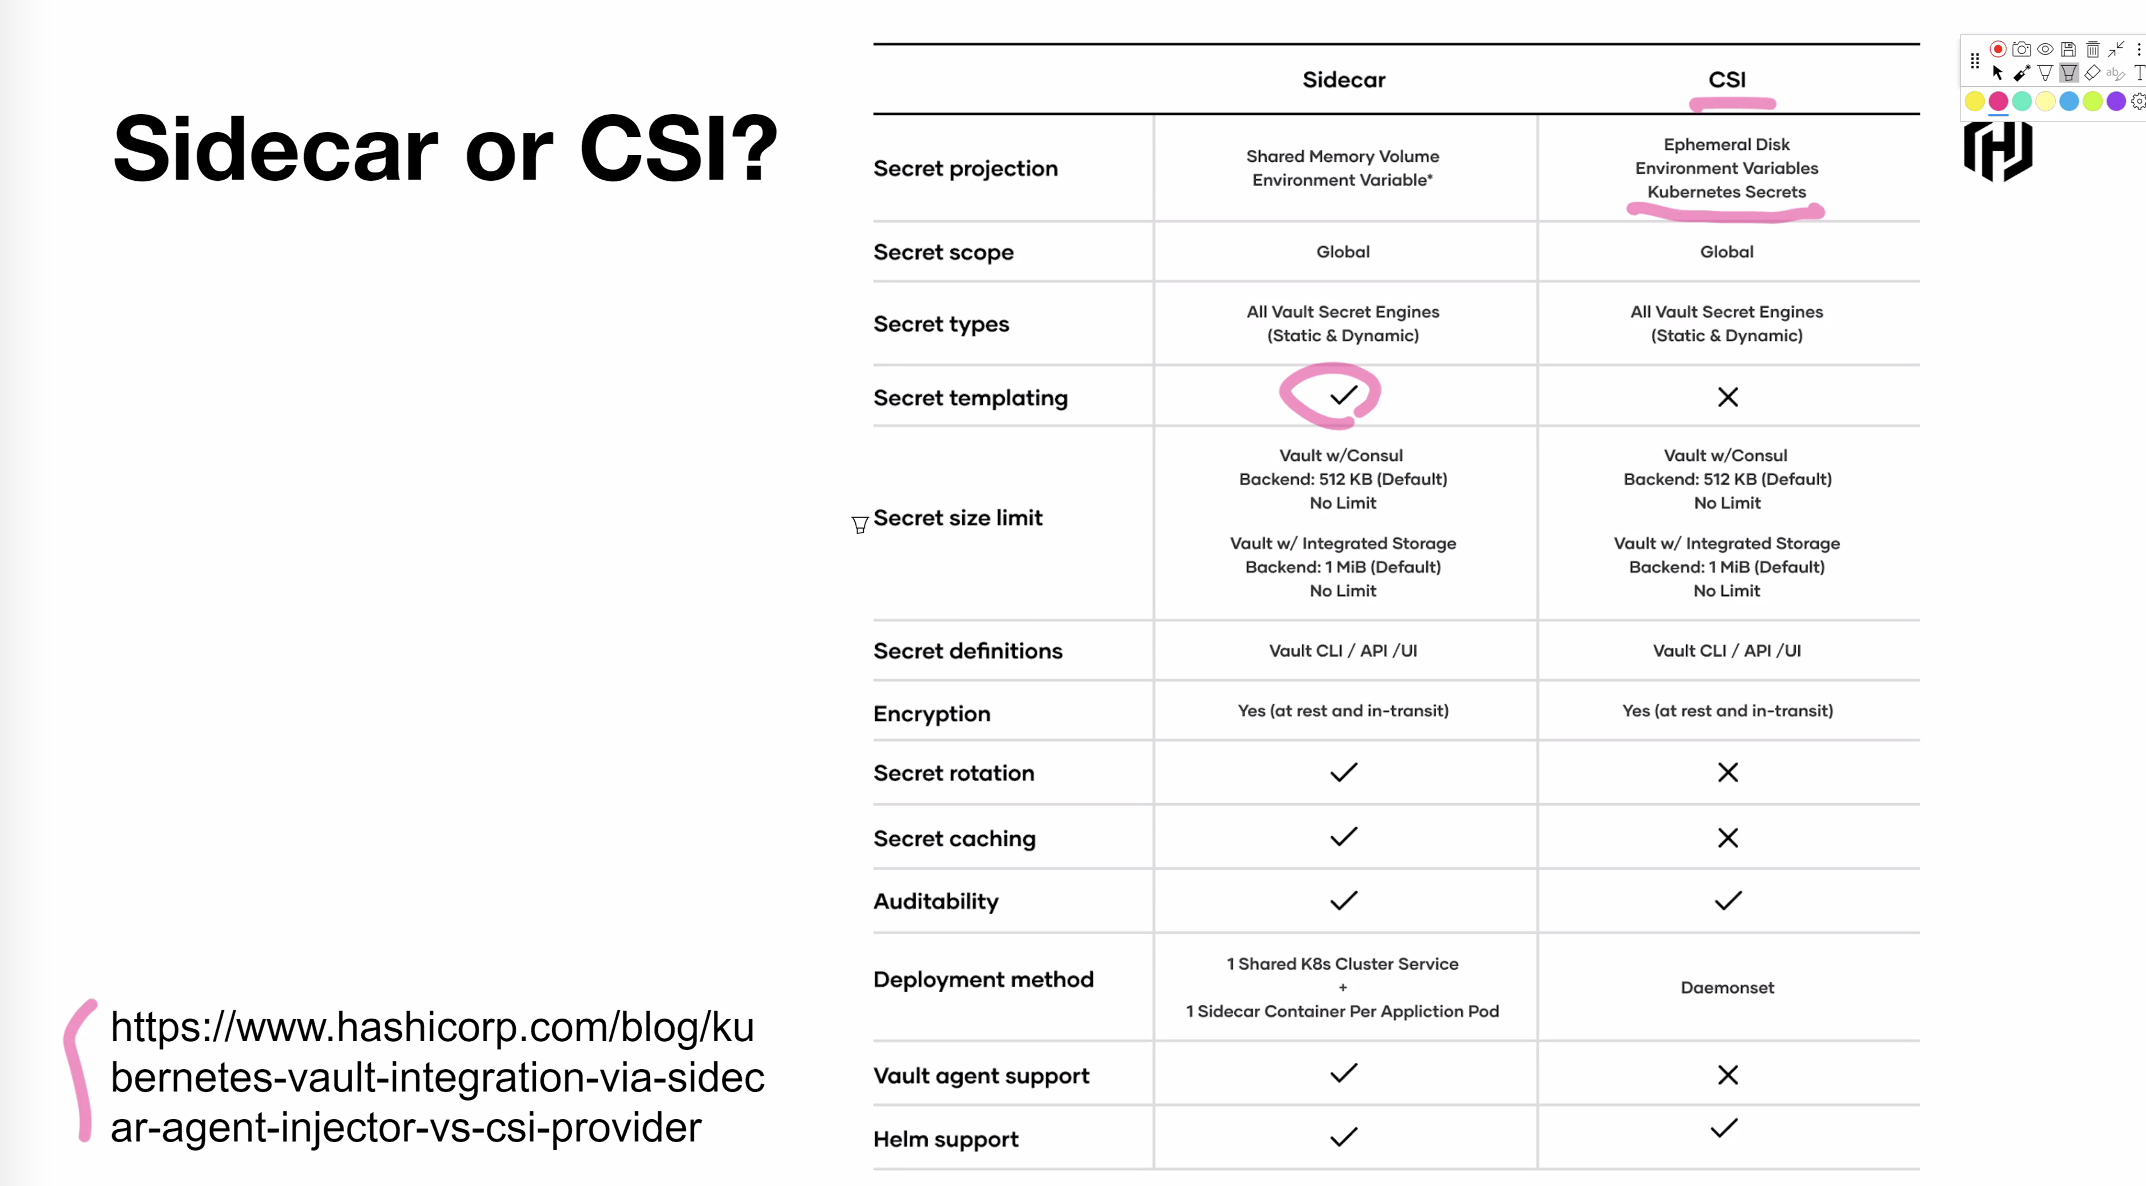 Sidecar or CSI?
https://www.hashicorp.com/blog/ku
bernetes-vault-integration-via-sidec
ar-agent-injector-vs-csi-provider
Sidecar CSI
Secret projection
Shared Memory Volume
Environment Variable*
Ephemeral Disk
Environment Variables
Kubernetes Secrets
Secret scope Global Global
Secret types
All Vault Secret Engines
(Static & Dynamic)
All Vault Secret Engines
(Static & Dynamic)
Secret templating
Secret size limit
Vault w/Consul
Backend: 512 KB (Default)
No Limit
Vault w/ Integrated Storage
Backend: 1 MiB (Default)
No Limit
Vault w/Consul
Backend: 512 KB (Default)
No Limit
Vault w/ Integrated Storage
Backend: 1 MiB (Default)
No Limit
Secret definitions Vault CLI / API /UI Vault CLI / API /UI
Encryption Yes (at rest and in-transit) Yes (at rest and in-transit)
Secret rotation
Secret caching
Auditability
Deployment method
1 Shared K8s Cluster Service
+
1 Sidecar Container Per Appliction Pod
Daemonset
Vault agent support
Helm support